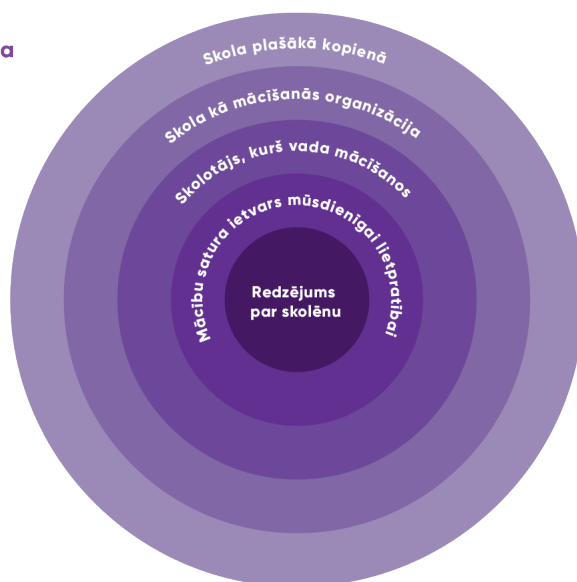 a
Skola plašākā kopienā
Skola kā mācīšanās organizācija
Skolotājs, kurš vada mācīšanos
Mācību satura ietvars mūsdienīgai lietpratībai
Redzējums
par skolēnu